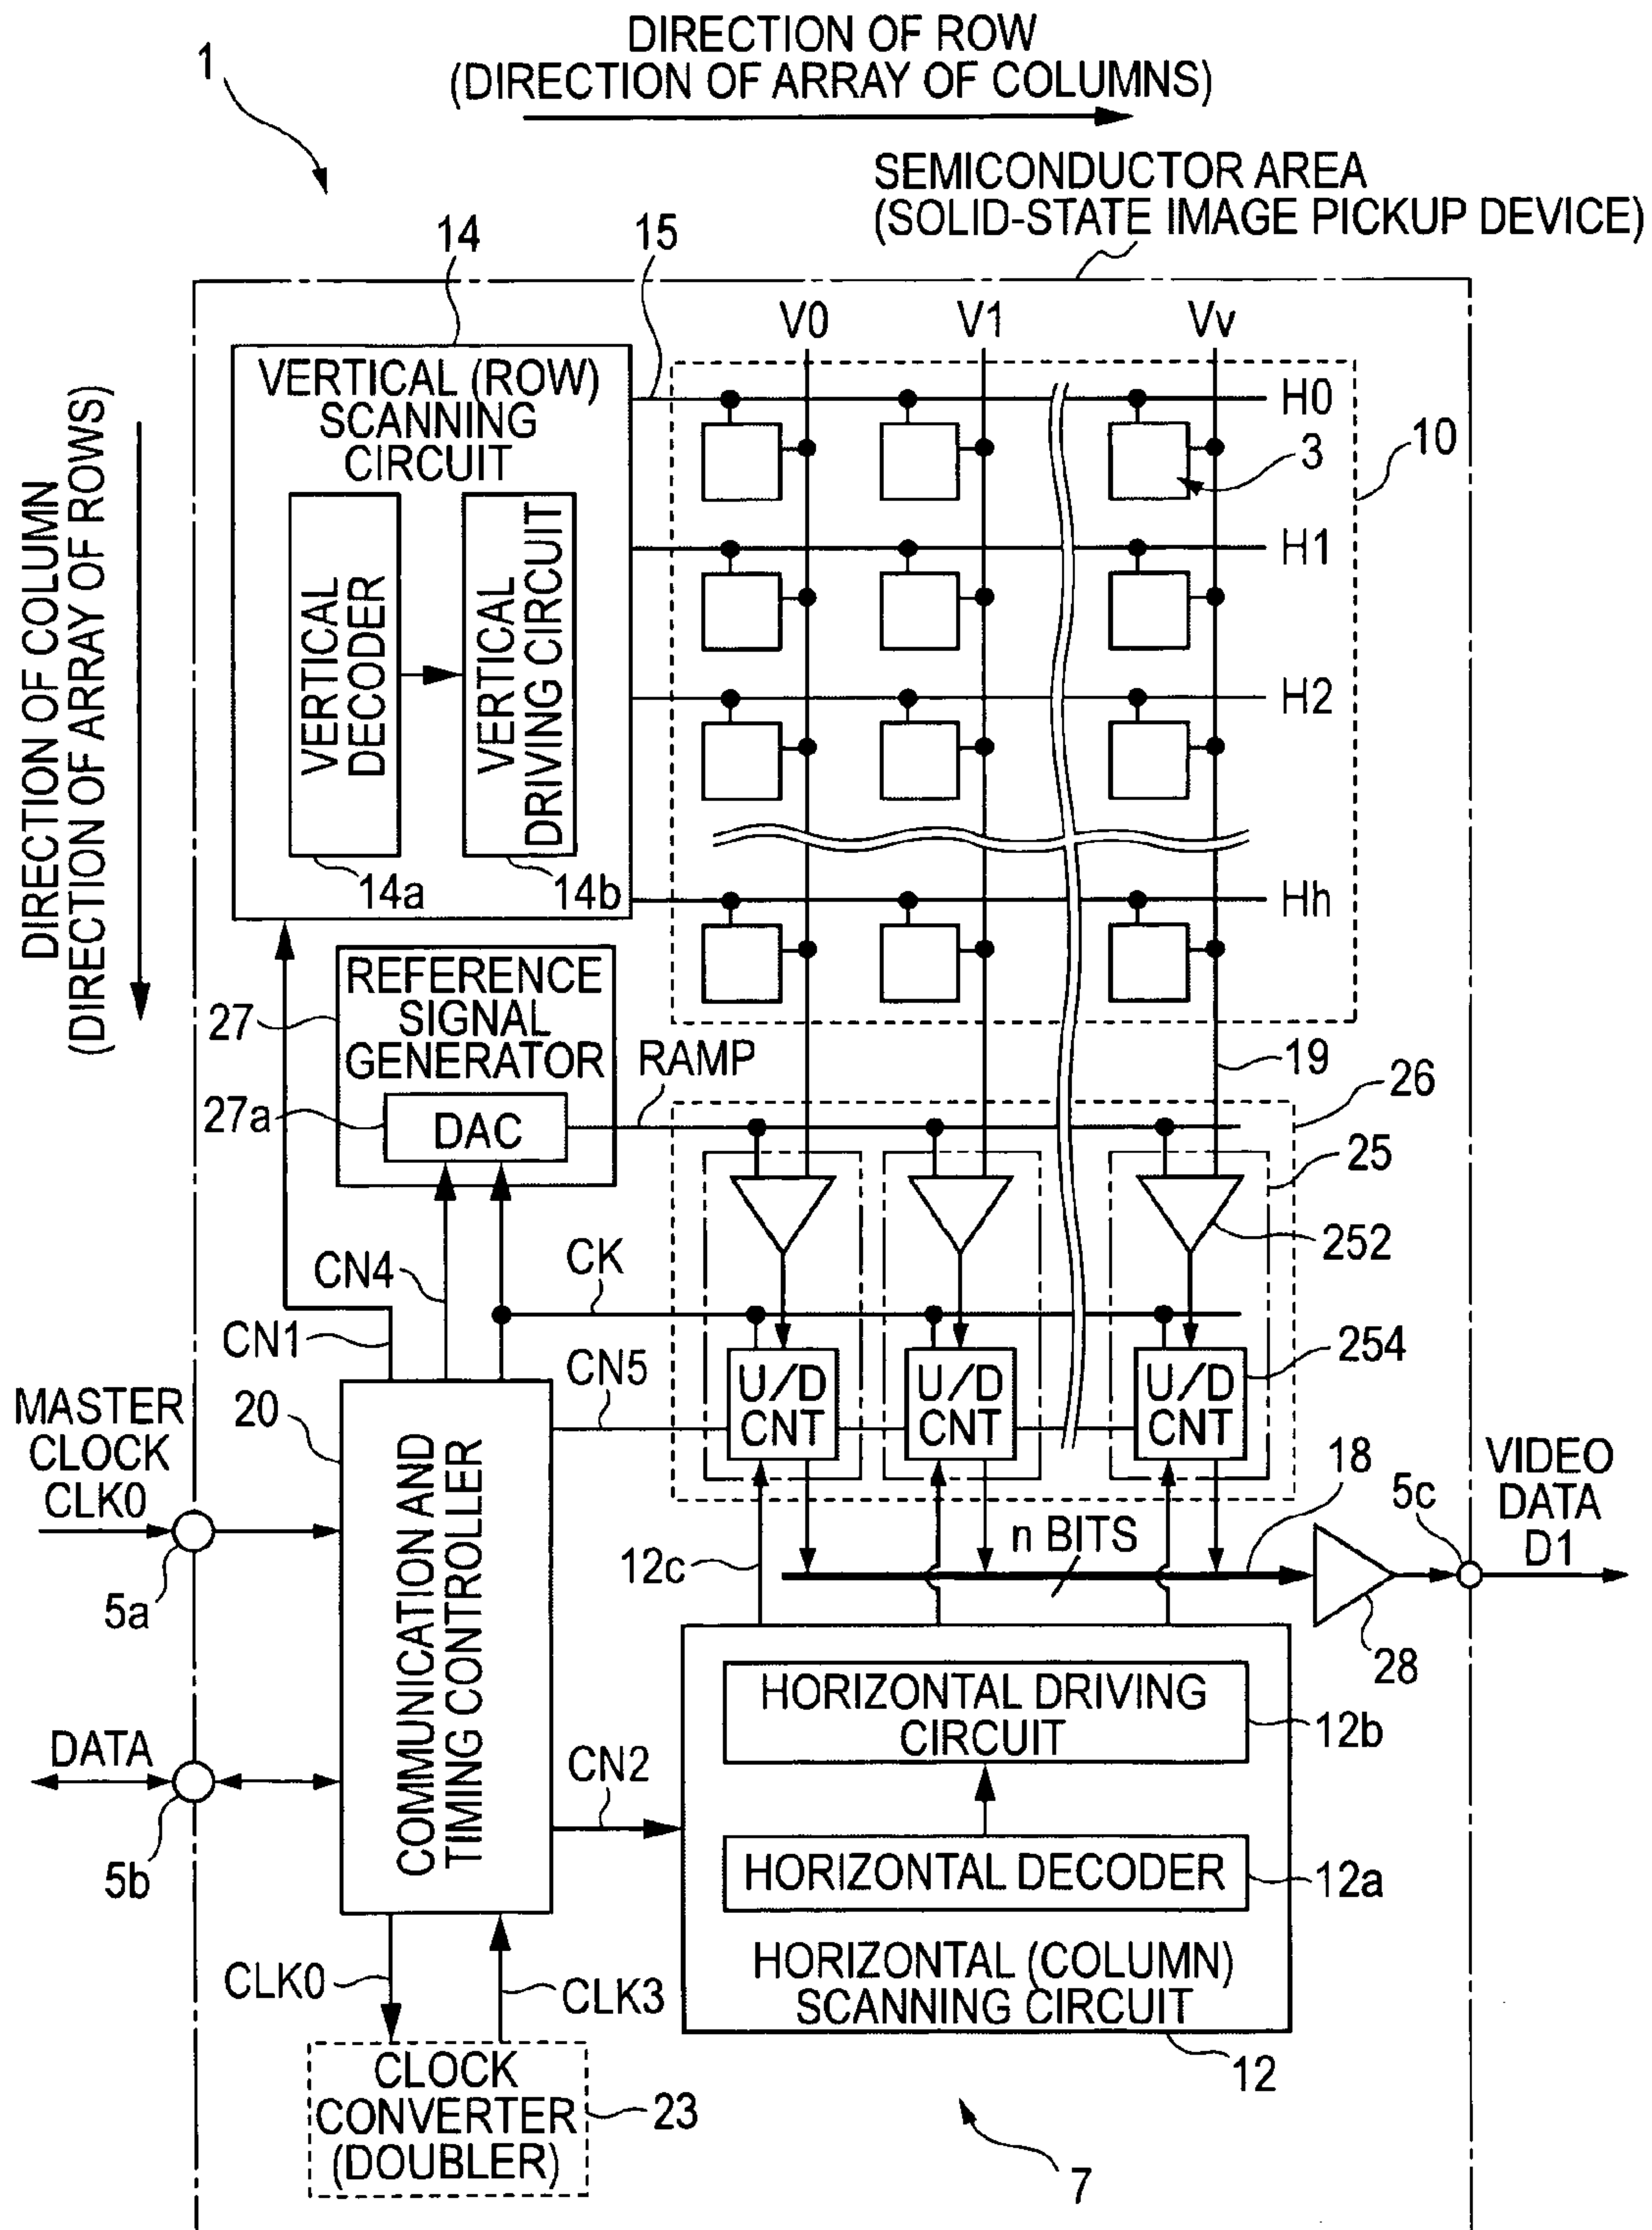 DIRECTION OF ROW
(DIRECTION OF ARRAY OF COLUMNS)
1
SEMICONDUCTOR AREA
(SOLID-STATE IMAGE PICKUP DEVICE)
14
15
V0
V1
Vv
VERTICAL (ROW)
SCANNING
CIRCUIT
H0
3
10
DIRECTION OF COLUMN
(DIRECTION OF ARRAY OF ROWS)
VERTICAL
DECODER
VERTICAL
DRIVING CIRCUIT
H1
H2
14a
14b
Hh
REFERENCE
SIGNAL
GENERATOR
27
RAMP
19
26
27a
DAC
25
252
CN4
CK
CN1
CN5
254
U/D
CNT
U/D
CNT
U/D
CNT
MASTER
CLOCK
CLK0
20
COMMUNICATION AND
TIMING CONTROLLER
18
5c
VIDEO
DATA
D1
n BITS
12c
5a
28
HORIZONTAL DRIVING
CIRCUIT
12b
DATA
CN2
5b
HORIZONTAL DECODER
12a
HORIZONTAL (COLUMN)
SCANNING CIRCUIT
CLK0
CLK3
12
CLOCK
CONVERTER
(DOUBLER)
23
7